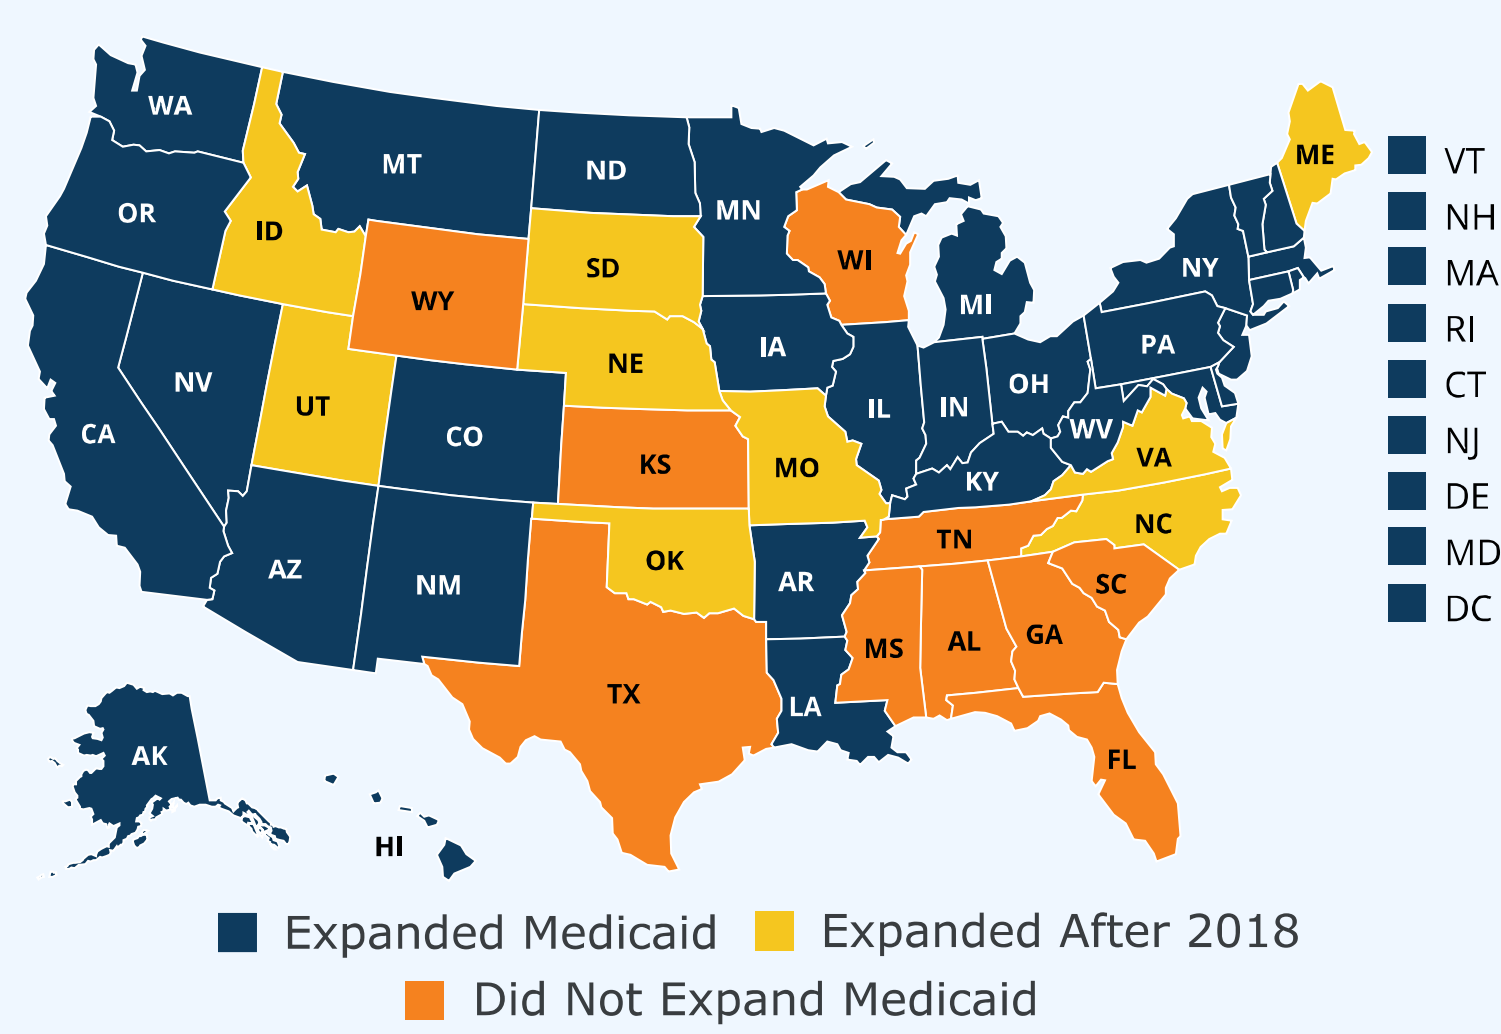 WA
MT
ND
MN
ME
VT
OR
ID
SD
WI
NY
NH
WY
MI
MA
NV
NE
IA
PA
RI
UT
IL
IN
OH
CT
CA
CO
KS
MO
KY
WV
VA
NJ
AZ
NM
OK
AR
TN
NC
DE
MS
AL
GA
SC
MD
TX
LA
DC
AK
FL
HI
Expanded Medicaid
Expanded After 2018
Did Not Expand Medicaid